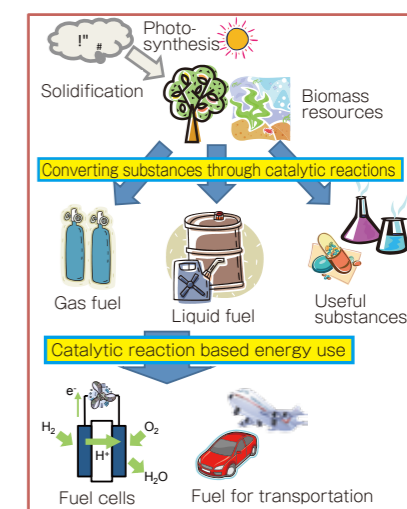 !" #
Photo-
synthesis
Solidification
Biomass
resources
Converting substances through catalytic reactions
Gas fuel
Liquid fuel
Useful
substances
Catalytic reaction based energy use
e-
H2
O2
H+
H2O
Fuel cells
Fuel for transportation